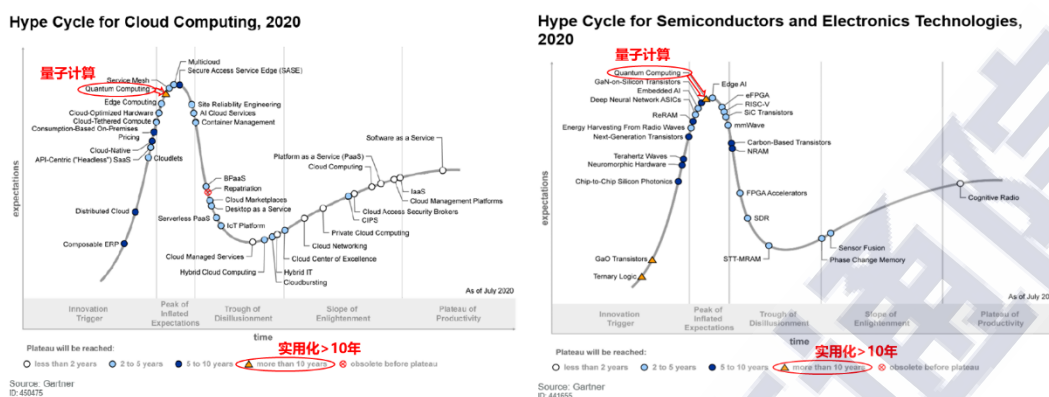 Hype Cycle for Cloud Computing, 2020
量子计算
Multicloud
Secure Access Service Edge (SASE)
Service Mesh
Quantum Computing
Edge Computing
Cloud-Optimized Hardware
Cloud-Tethered Compute
Consumption-Based On-Premises
Pricing
Cloud-Native
API-Centric ("Headless") SaaS
Cloudlets
Distributed Cloud
Composable ERP
Site Reliability Engineering
AI Cloud Services
Container Management
BPaaS
Repatriation
Cloud Marketplaces
Desktop as a Service
Serverless PaaS
IoT Platform
Cloud Managed Services
Hybrid Cloud Computing
Cloudbursting
Hybrid IT
Cloud Center of Excellence
Cloud Networking
Private Cloud Computing
CIPS
Cloud Access Security Brokers
Cloud Computing
Platform as a Service (PaaS)
IaaS
Cloud Management Platforms
Software as a Service
expectations
As of July 2020
Innovation
Trigger
Peak of
Inflated
Expectations
Trough of
Disillusionment
Slope of
Enlightenment
Plateau of
Productivity
time
实用化>10年
Plateau will be reached:
less than 2 years
2 to 5 years
5 to 10 years
more than 10 years
obsolete before plateau
Source: Gartner
ID: 450475
Hype Cycle for Semiconductors and Electronics Technologies,
2020
量子计算
Quantum Computing
GaN-on-Silicon Transistors
Embedded AI
Deep Neural Network ASICs
ReRAM
Energy Harvesting From Radio Waves
Next-Generation Transistors
Terahertz Waves
Neuromorphic Hardware
Chip-to-Chip Silicon Photonics
GaO Transistors
Ternary Logic
Edge AI
eFPGA
RISC-V
SiC Transistors
mmWave
Carbon-Based Transistors
NRAM
FPGA Accelerators
SDR
STT-MRAM
Phase Change Memory
Sensor Fusion
Cognitive Radio
expectations
As of July 2020
Innovation
Trigger
Peak of
Inflated
Expectations
Trough of
Disillusionment
Slope of
Enlightenment
Plateau of
Productivity
time
实用化>10年
Plateau will be reached:
less than 2 years
2 to 5 years
5 to 10 years
more than 10 years
obsolete before plateau
Source: Gartner
ID: 441655